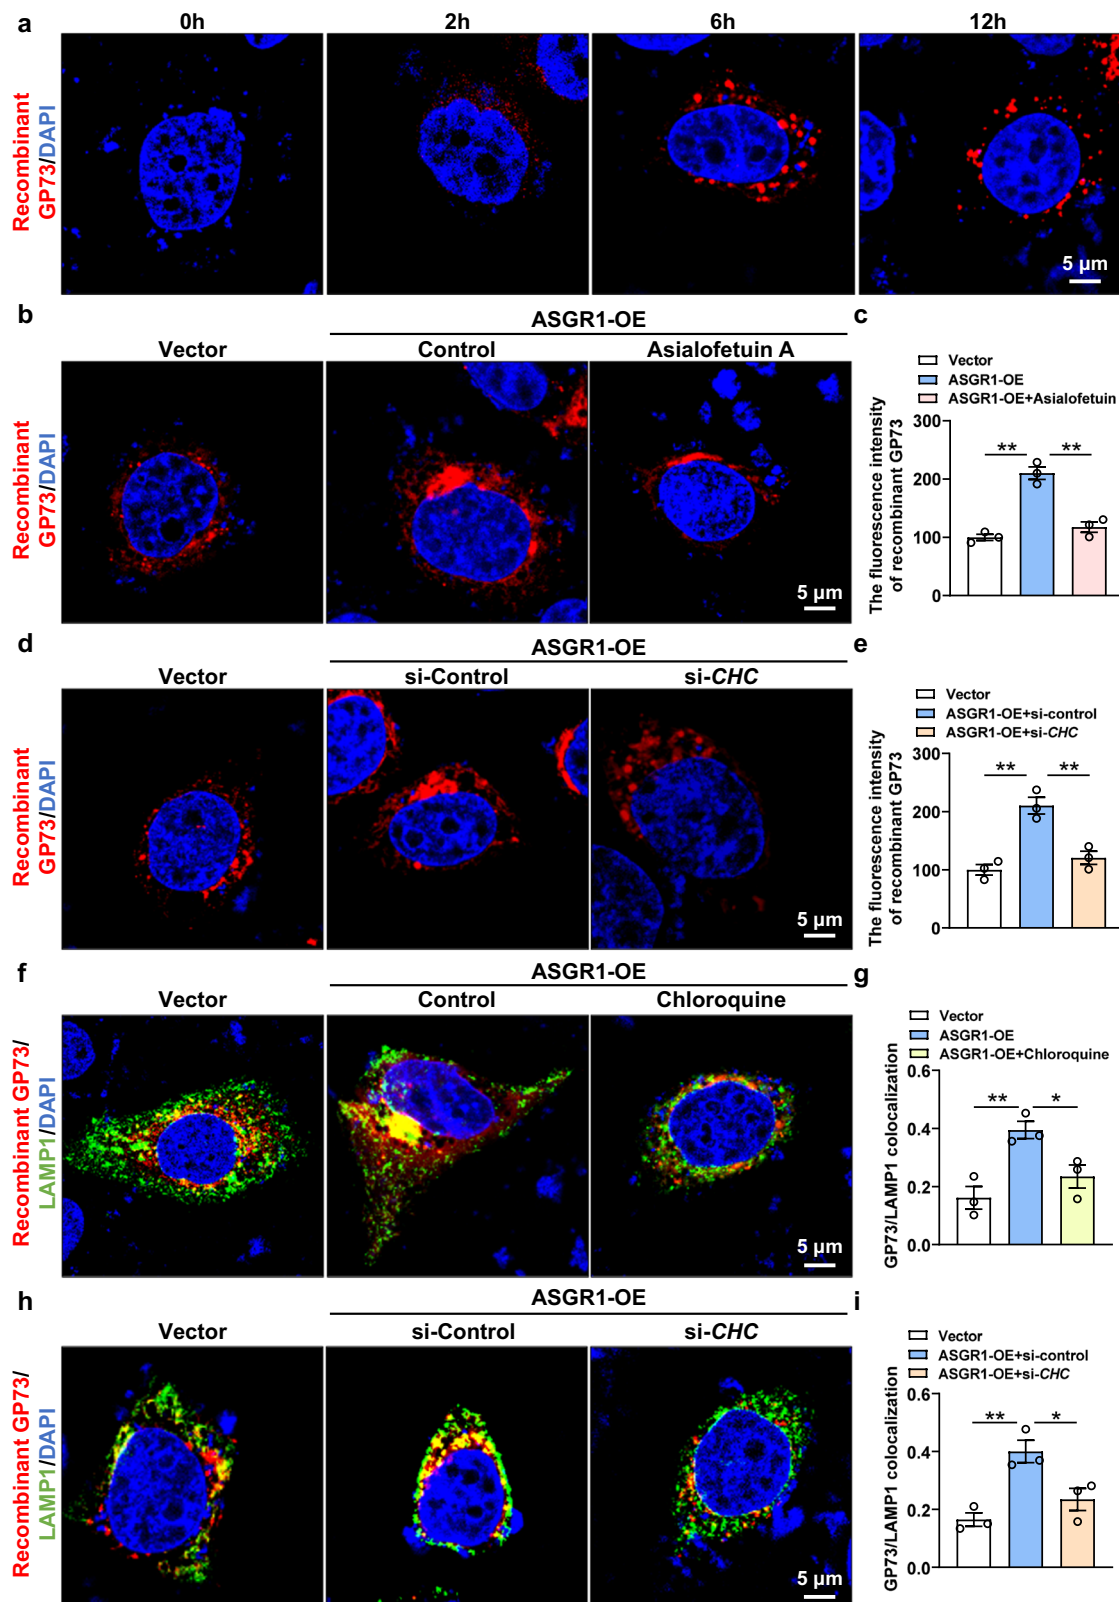 a
0h 2h 6h 12h
Recombinant
GP73/DAPI
5 μm
b
ASGR1-OE
Vector Control Asialofetuin A
Recombinant
GP73/DAPI
5 μm
c
Vector
ASGR1-OE
ASGR1-OE+Asialofetuin
The fluorescence intensity
of recombinant GP73
300
200
100
0
** **
d
ASGR1-OE
Vector si-Control si-CHC
Recombinant
GP73/DAPI
5 μm
e
Vector
ASGR1-OE+si-control
ASGR1-OE+si-CHC
The fluorescence intensity
of recombinant GP73
300
200
100
0
** **
f
ASGR1-OE
Vector Control Chloroquine
Recombinant GP73/
LAMP1/DAPI
5 μm
g
Vector
ASGR1-OE
ASGR1-OE+Chloroquine
GP73/LAMP1 colocalization
0.6
0.4
0.2
0.0
** *
h
ASGR1-OE
Vector si-Control si-CHC
Recombinant GP73/
LAMP1/DAPI
5 μm
i
Vector
ASGR1-OE+si-control
ASGR1-OE+si-CHC
GP73/LAMP1 colocalization
0.6
0.4
0.2
0.0
** *